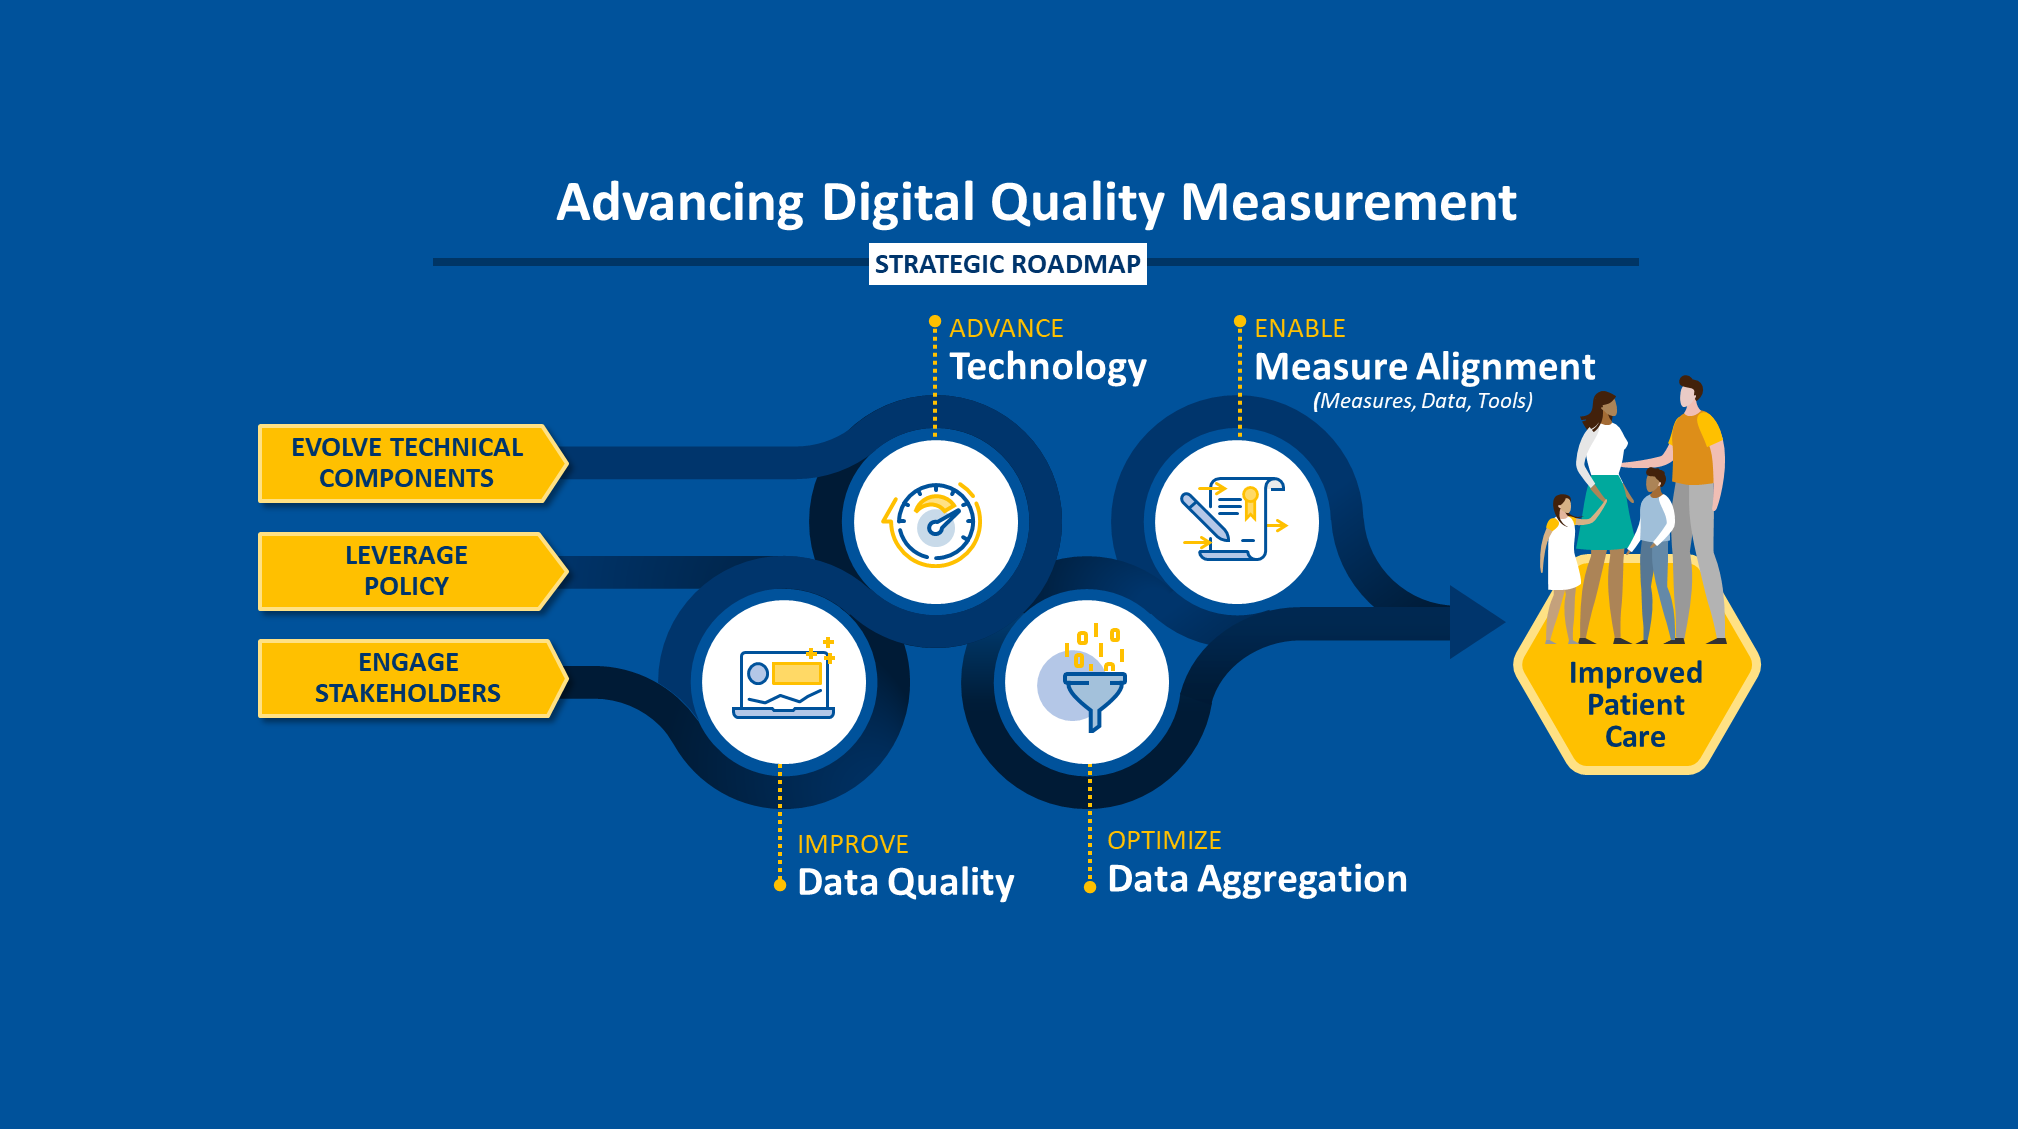 Advancing Digital Quality Measurement
STRATEGIC ROADMAP
ADVANCE
Technology
ENABLE
Measure Alignment
(Measures, Data, Tools)
EVOLVE TECHNICAL
COMPONENTS
LEVERAGE
POLICY
ENGAGE
STAKEHOLDERS
IMPROVE
Data Quality
OPTIMIZE
Data Aggregation
Improved
Patient
Care